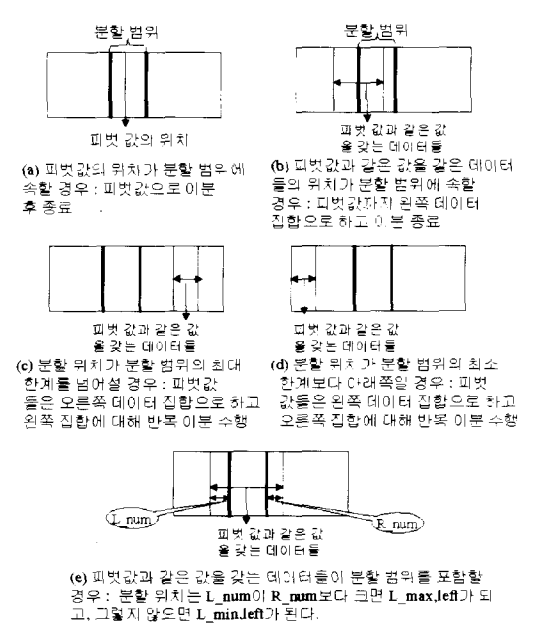 분할 범위
피벗 값의 위치
(a) 피벗값의 위치가 분할 범위에
속할 경우 : 피벗값으로 이분
후 종료
분할 범위
피벗 값과 같은 값
을 갖는 데이터들
(b) 피벗값과 같은 값을 같은 데이터
들의 위치가 분할 범위에 속할
경우 : 피벗값까지 왼쪽 데이터
집합으로 하고 이분 종료
피벗 값과 같은 값
을 갖는 데이터들
(c) 분할 위치가 분할 범위의 최대
한계를 넘어설 경우 : 피벗값
들은 오른쪽 데이터 집합으로 하고
왼쪽 집합에 대해 반복 이분 수행
피벗 값과 같은 값
을 갖는 데이터들
(d) 분할 위치가 분할 범위의 최소
한계보다 아래쪽일 경우 : 피벗
값들은 왼쪽 데이터 집합으로 하고
오른쪽 집합에 대해 반복 이분 수행
L_num
R_num
피벗 값과 같은 값
을 갖는 데이터들
(e) 피벗값과 같은 값을 갖는 데이터들이 분할 범위를 포함할
경우 : 분할 위치는 L_num이 R_num보다 크면 L_max,left가 되
고, 그렇지 않으면 L_min,left가 된다.